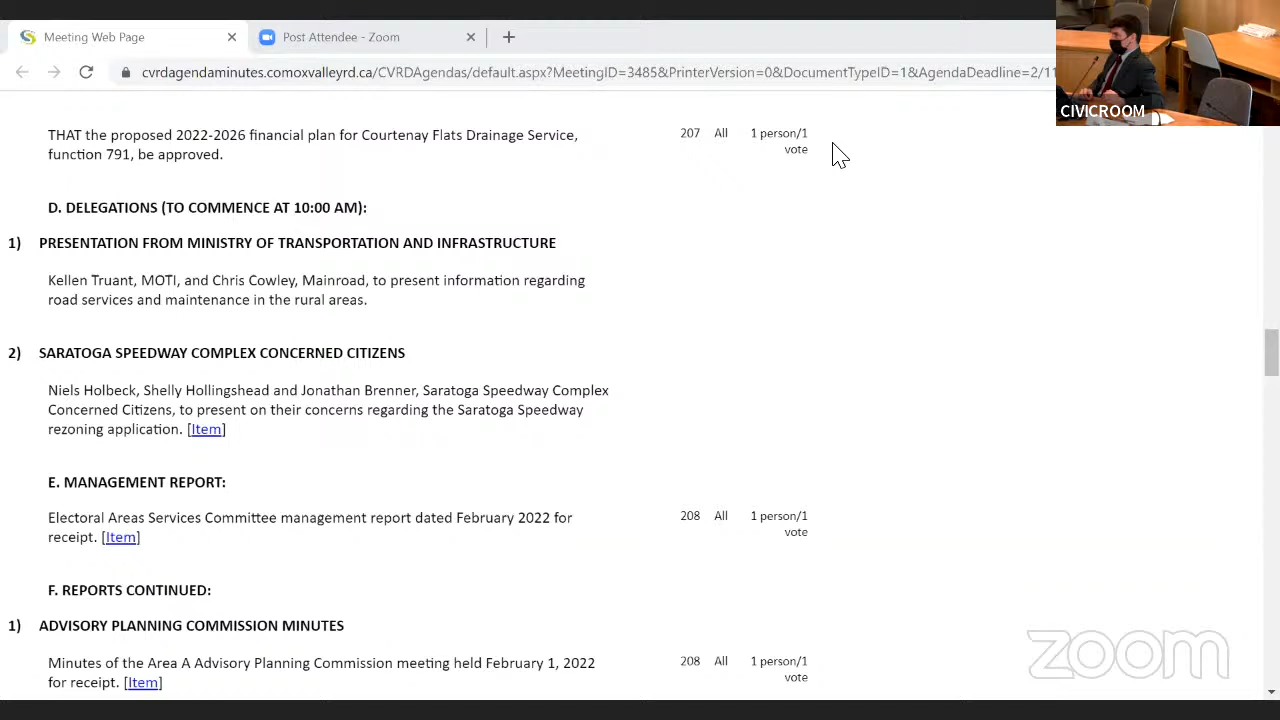 Meeting Web Page
Post Attendee - Zoom
cvrdagendaminutes.comoxvalleyrd.ca/CVRDAgendas/default.aspx?MeetingID=3485&PrinterVersion=0&DocumentTypeID=1&AgendaDeadline=2/11
CIVICROOM
THAT the proposed 2022-2026 financial plan for Courtenay Flats Drainage Service, 207 All 1 person/1
function 791, be approved. vote
D. DELEGATIONS (TO COMMENCE AT 10:00 AM):
1) PRESENTATION FROM MINISTRY OF TRANSPORTATION AND INFRASTRUCTURE
Kellen Truant, MOTI, and Chris Cowley, Mainroad, to present information regarding
road services and maintenance in the rural areas.
2) SARATOGA SPEEDWAY COMPLEX CONCERNED CITIZENS
Niels Holbeck, Shelly Hollingshead and Jonathan Brenner, Saratoga Speedway Complex
Concerned Citizens, to present on their concerns regarding the Saratoga Speedway
rezoning application. [Item]
E. MANAGEMENT REPORT:
Electoral Areas Services Committee management report dated February 2022 for 208 All 1 person/1
receipt. [Item] vote
F. REPORTS CONTINUED:
1) ADVISORY PLANNING COMMISSION MINUTES
Minutes of the Area A Advisory Planning Commission meeting held February 1, 2022 208 All 1 person/1
for receipt. [Item] vote
zoom